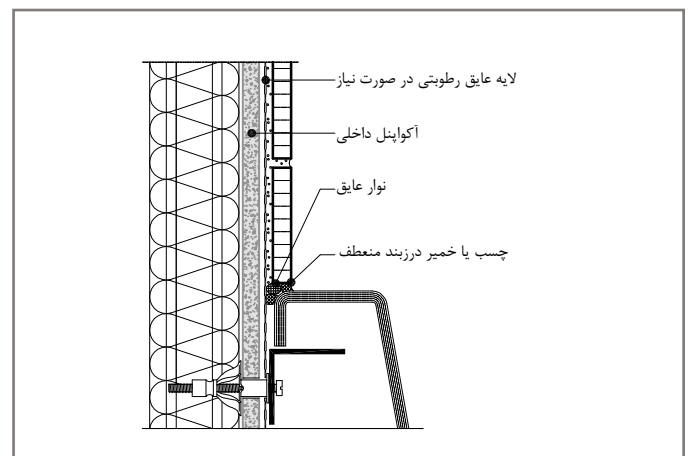 لایه عایق رطوبتی در صورت نیاز
آکواپنل داخلی
نوار عایق
چسب یا خمیر درزبند منعطف